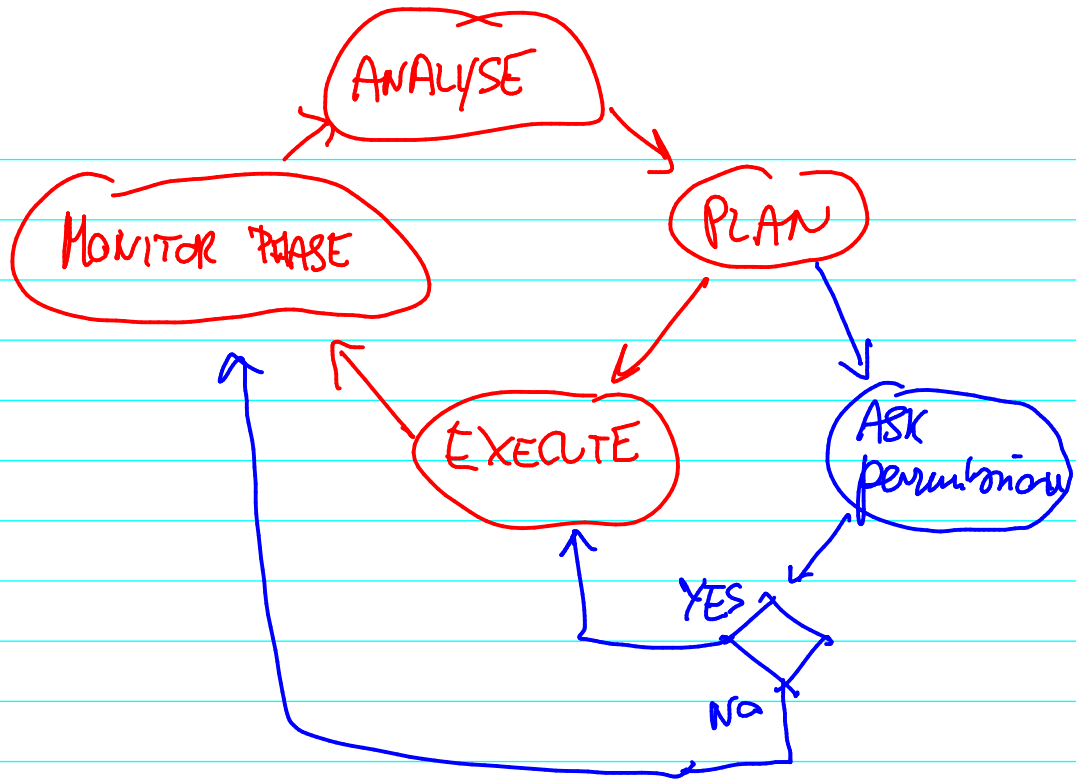 ANALYSE
PLAN
MONITOR PHASE
ASK
permission
EXECUTE
YES
NO